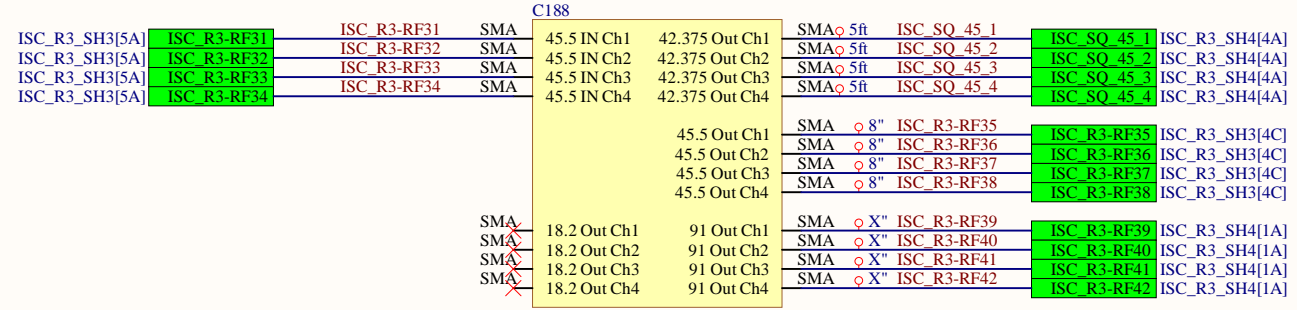 C188
ISC_R3_SH3[5A] ISC_R3-RF31 ISC_R3-RF31 SMA 45.5 IN Ch1 42.375 Out Ch1 SMA 5ft ISC_SQ_45_1 ISC_SQ_45_1 ISC_R3_SH4[4A]
ISC_R3_SH3[5A] ISC_R3-RF32 ISC_R3-RF32 SMA 45.5 IN Ch2 42.375 Out Ch2 SMA 5ft ISC_SQ_45_2 ISC_SQ_45_2 ISC_R3_SH4[4A]
ISC_R3_SH3[5A] ISC_R3-RF33 ISC_R3-RF33 SMA 45.5 IN Ch3 42.375 Out Ch3 SMA 5ft ISC_SQ_45_3 ISC_SQ_45_3 ISC_R3_SH4[4A]
ISC_R3_SH3[5A] ISC_R3-RF34 ISC_R3-RF34 SMA 45.5 IN Ch4 42.375 Out Ch4 SMA 5ft ISC_SQ_45_4 ISC_SQ_45_4 ISC_R3_SH4[4A]
45.5 Out Ch1 SMA 8" ISC_R3-RF35 ISC_R3-RF35 ISC_R3_SH3[4C]
45.5 Out Ch2 SMA 8" ISC_R3-RF36 ISC_R3-RF36 ISC_R3_SH3[4C]
45.5 Out Ch3 SMA 8" ISC_R3-RF37 ISC_R3-RF37 ISC_R3_SH3[4C]
45.5 Out Ch4 SMA 8" ISC_R3-RF38 ISC_R3-RF38 ISC_R3_SH3[4C]
SMA 18.2 Out Ch1 91 Out Ch1 SMA X" ISC_R3-RF39 ISC_R3-RF39 ISC_R3_SH4[1A]
SMA 18.2 Out Ch2 91 Out Ch2 SMA X" ISC_R3-RF40 ISC_R3-RF40 ISC_R3_SH4[1A]
SMA 18.2 Out Ch3 91 Out Ch3 SMA X" ISC_R3-RF41 ISC_R3-RF41 ISC_R3_SH4[1A]
SMA 18.2 Out Ch4 91 Out Ch4 SMA X" ISC_R3-RF42 ISC_R3-RF42 ISC_R3_SH4[1A]